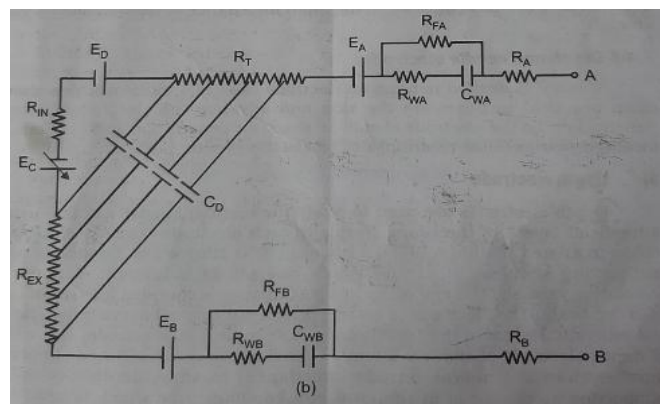 R_FA
E_A
E_D
R_T
R_WA
C_WA
R_A
A
R_IN
E_C
C_D
R_EX
R_FB
E_B
C_WB
R_WB
R_B
B
(b)